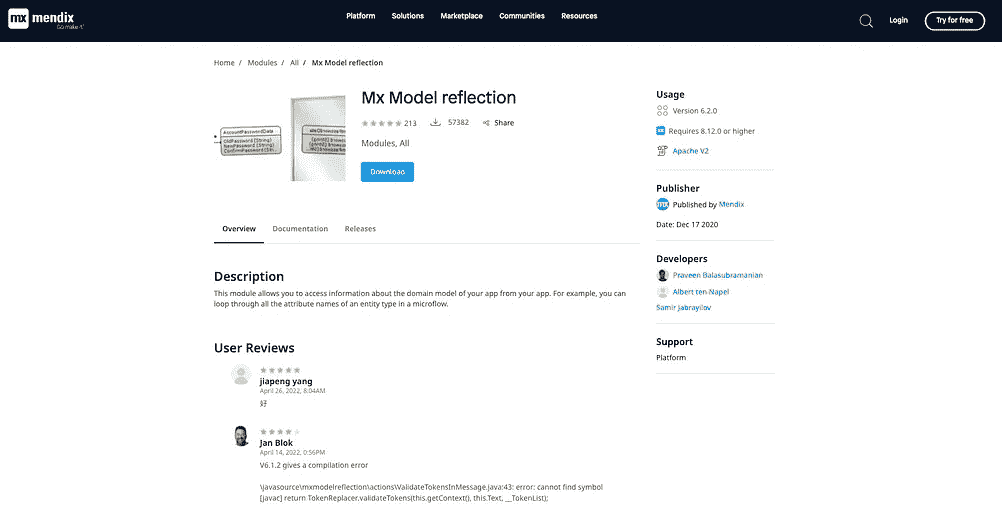 mx mendix
Go make it
Platform
Solutions
Marketplace
Communities
Resources
Login
Try for free
Home / Modules / All / Mx Model reflection
AccountPasswordData
OldPassword (String)
NewPassword (String)
Mx Model reflection
213
57382
Share
Modules, All
Download
Overview
Documentation
Releases
Description
This module allows you to access information about the domain model of your app from your app. For example, you can
loop through all the attribute names of an entity type in a microflow.
User Reviews
jiapeng yang
April 26, 2022, 8:04AM
好
Jan Blok
April 14, 2022, 0:56PM
V6.1.2 gives a compilation error
\javasource\mxmodelreflection\actions\ValidateTokensInMessage.java:43: error: cannot find symbol
[javac] return TokenReplacer.validateTokens(this.getContext(), this.Text, __TokenList);
Usage
Version 6.2.0
Requires 8.12.0 or higher
Apache V2
Publisher
Published by Mendix
Date: Dec 17 2020
Developers
Praveen Balasubramanian
Albert ten Napel
Samir Jabrayilov
Support
Platform